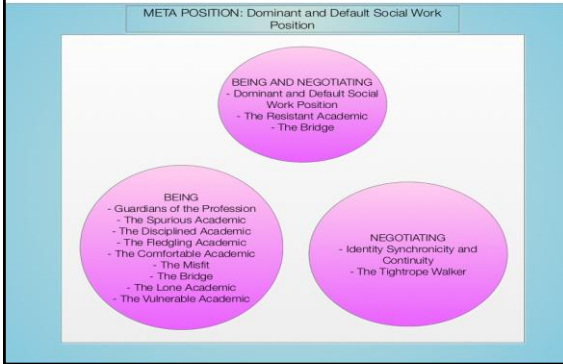 META POSITION: Dominant and Default Social Work
Position
BEING AND NEGOTIATING
- Dominant and Default Social
Work Position
- The Resistant Academic
- The Bridge
BEING
- Guardians of the Profession
- The Spurious Academic
- The Disciplined Academic
- The Fledgling Academic
- The Comfortable Academic
- The Misfit
- The Bridge
- The Lone Academic
- The Vulnerable Academic
NEGOTIATING
- Identity Synchronicity and
Continuity
- The Tightrope Walker